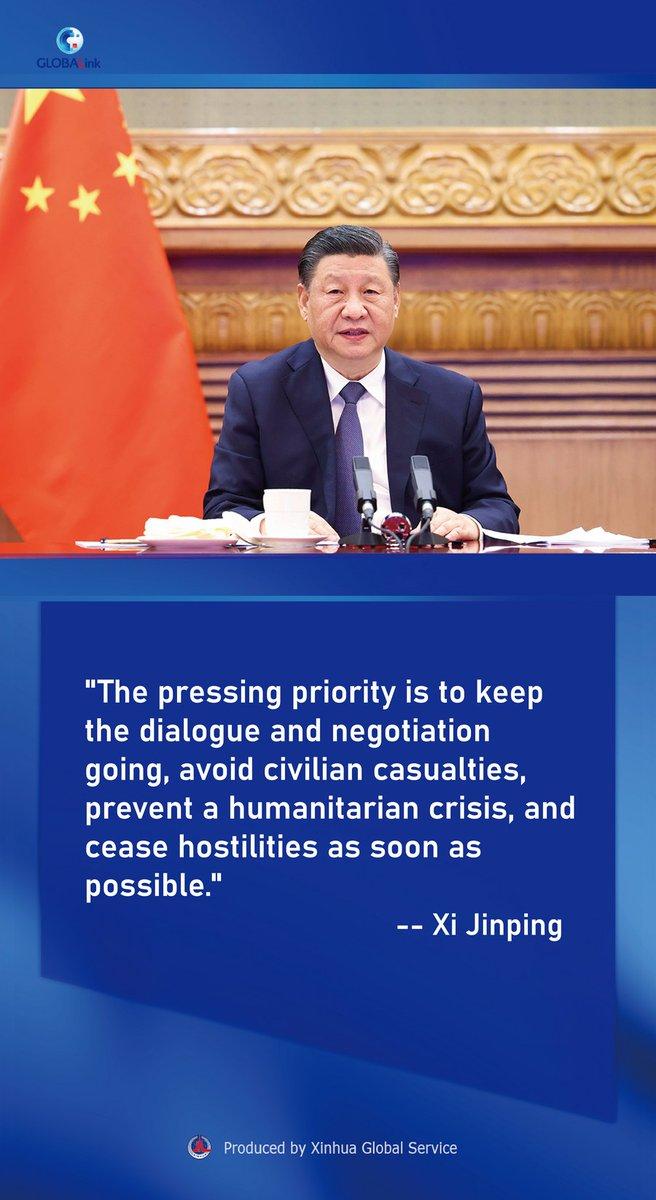 GLOBALink
"The pressing priority is to keep
the dialogue and negotiation
going, avoid civilian casualties,
prevent a humanitarian crisis, and
cease hostilities as soon as
possible."
-- Xi Jinping
Produced by Xinhua Global Service